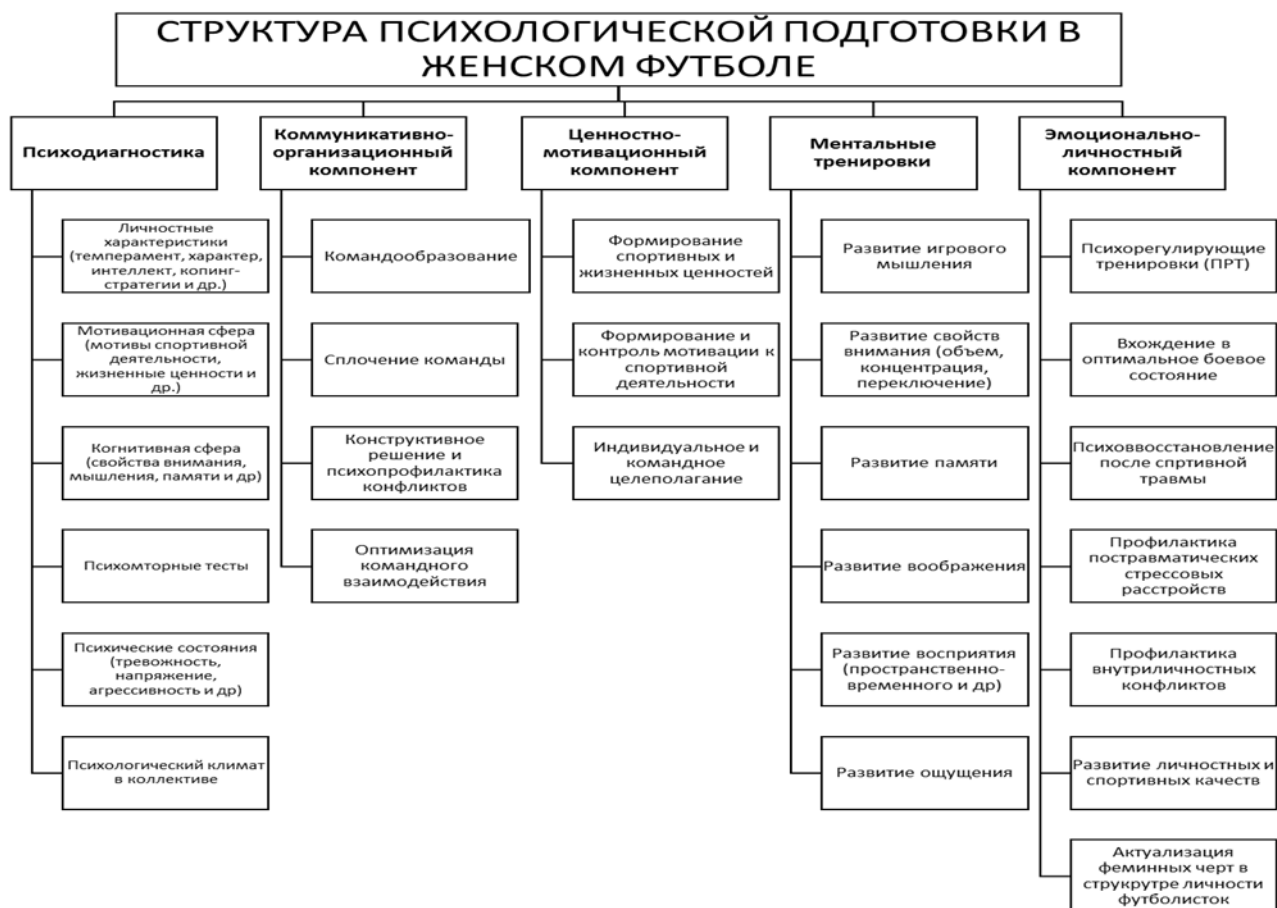 СТРУКТУРА ПСИХОЛОГИЧЕСКОЙ ПОДГОТОВКИ В
ЖЕНСКОМ ФУТБОЛЕ
Психодиагностика
Личностные
характеристики
(темперамент, характер,
интеллект, копинг-
стратегии и др.)
Мотивационная сфера
(мотивы спортивной
деятельности,
жизненные ценности и
др.)
Когнитивная сфера
(свойства внимания,
мышления, памяти и др)
Психомторные тесты
Психические состояния
(тревожность,
напряжение,
агрессивность и др)
Психологический климат
в коллективе
Коммуникативно-
организационный
компонент
Командообразование
Сплочение команды
Конструктивное
решение и
психопрофилактика
конфликтов
Оптимизация
командного
взаимодействия
Ценностно-
мотивационный
компонент
Формирование
спортивных и
жизненных ценностей
Формирование и
контроль мотивации к
спортивной
деятельности
Индивидуальное и
командное
целеполагание
Ментальные
тренировки
Развитие игрового
мышления
Развитие свойств
внимания (объем,
концентрация,
переключение)
Развитие памяти
Развитие воображения
Развитие восприятия
(пространственно-
временного и др)
Развитие ощущения
Эмоционально-
личностный
компонент
Психорегулирующие
тренировки (ПРТ)
Вхождение в
оптимальное боевое
состояние
Психоввосстановление
после спртивной
травмы
Профилактика
постравматических
стрессовых
расстройств
Профилактика
внутриличностных
конфликтов
Развитие личностных и
спортивных качеств
Актуализация
феминных черт в
струкрутре личности
футболисток